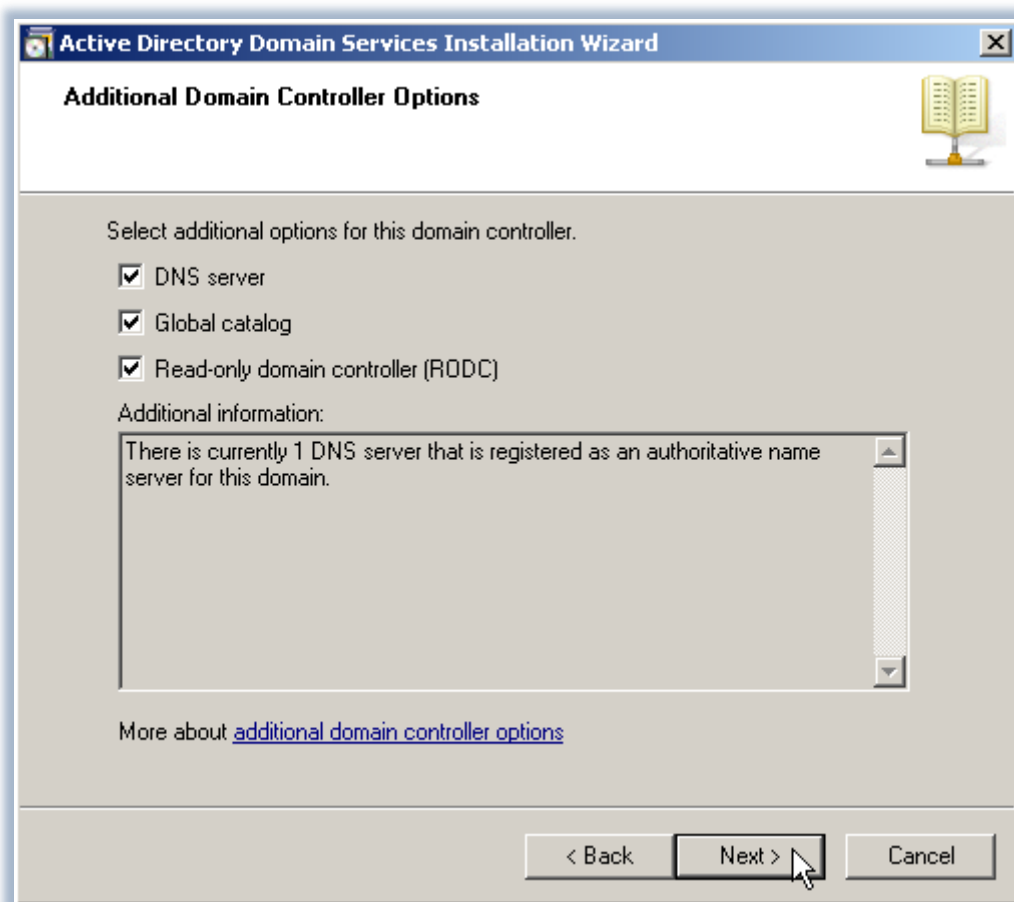 Active Directory Domain Services Installation Wizard
Additional Domain Controller Options
Select additional options for this domain controller.
DNS server
Global catalog
Read-only domain controller (RODC)
Additional information:
There is currently 1 DNS server that is registered as an authoritative name
server for this domain.
More about additional domain controller options
< Back Next > Cancel